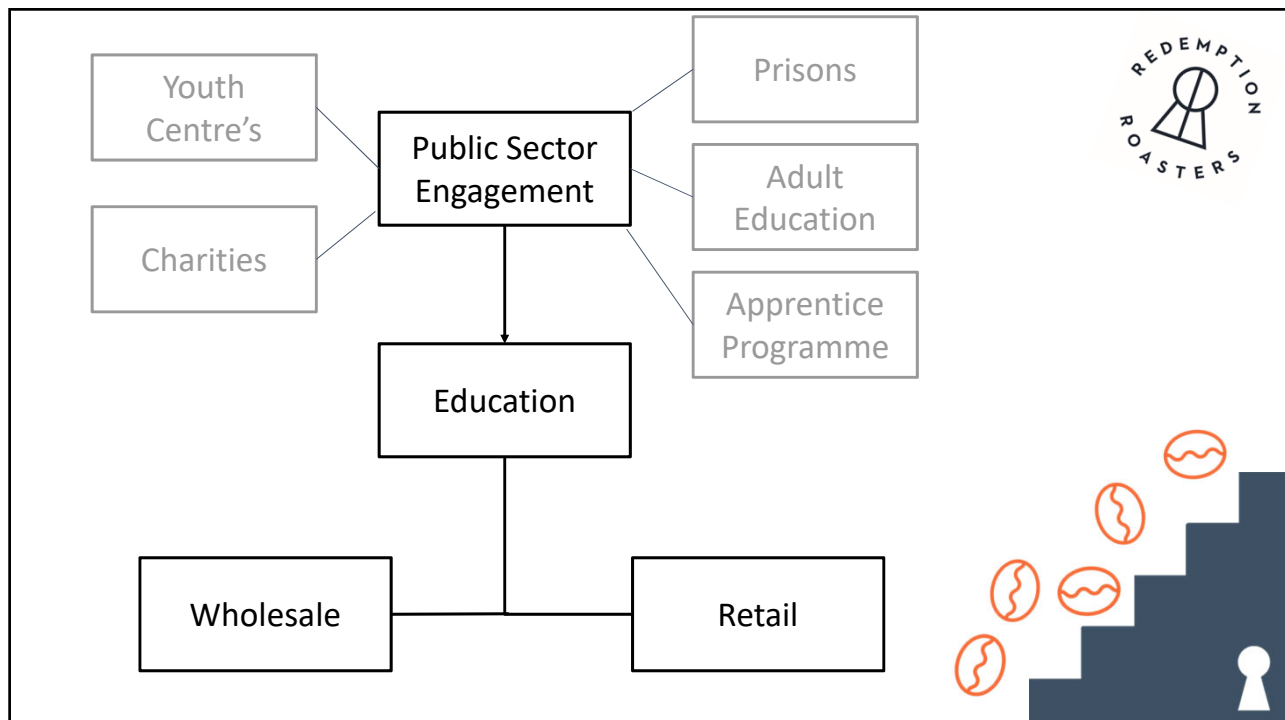 Youth
Centre’s
Charities
Public Sector
Engagement
Prisons
Adult
Education
Apprentice
Programme
REDEMPTION
ROASTERS
Education
Wholesale
Retail